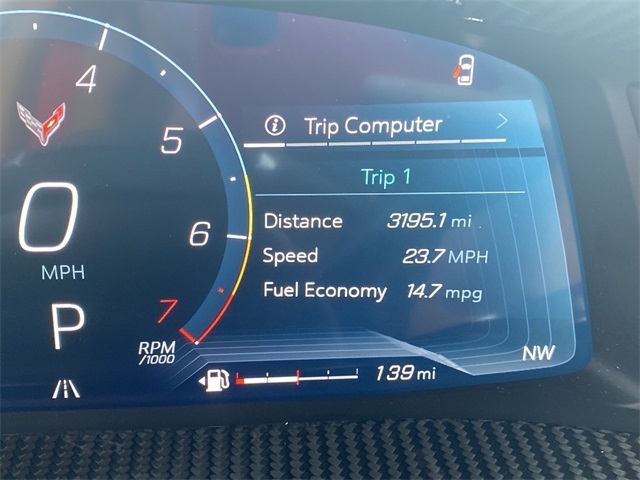 4
5
6
7
0
MPH
P
RPM
/1000
Trip Computer
Trip 1
Distance 3195.1 mi
Speed 23.7 MPH
Fuel Economy 14.7 mpg
NW
139 mi